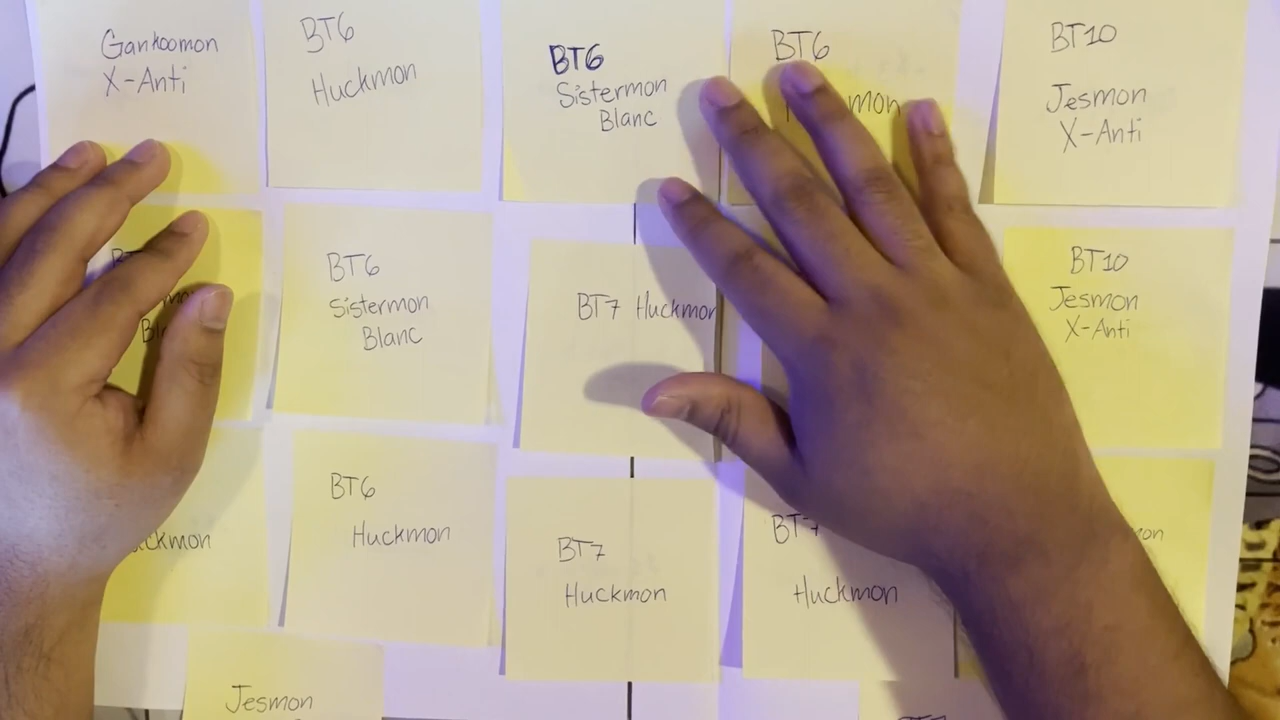 Gankoomon
X-Anti
BT6
Huckmon
BT6
Sistermon
Blanc
BT6
BT10
Jesmon
X-Anti
BT6
Sistermon
Blanc
BT7 Huckmon
BT10
Jesmon
X-Anti
BT6
Huckmon
BT7
Huckmon
BT7
Huckmon
Jesmon